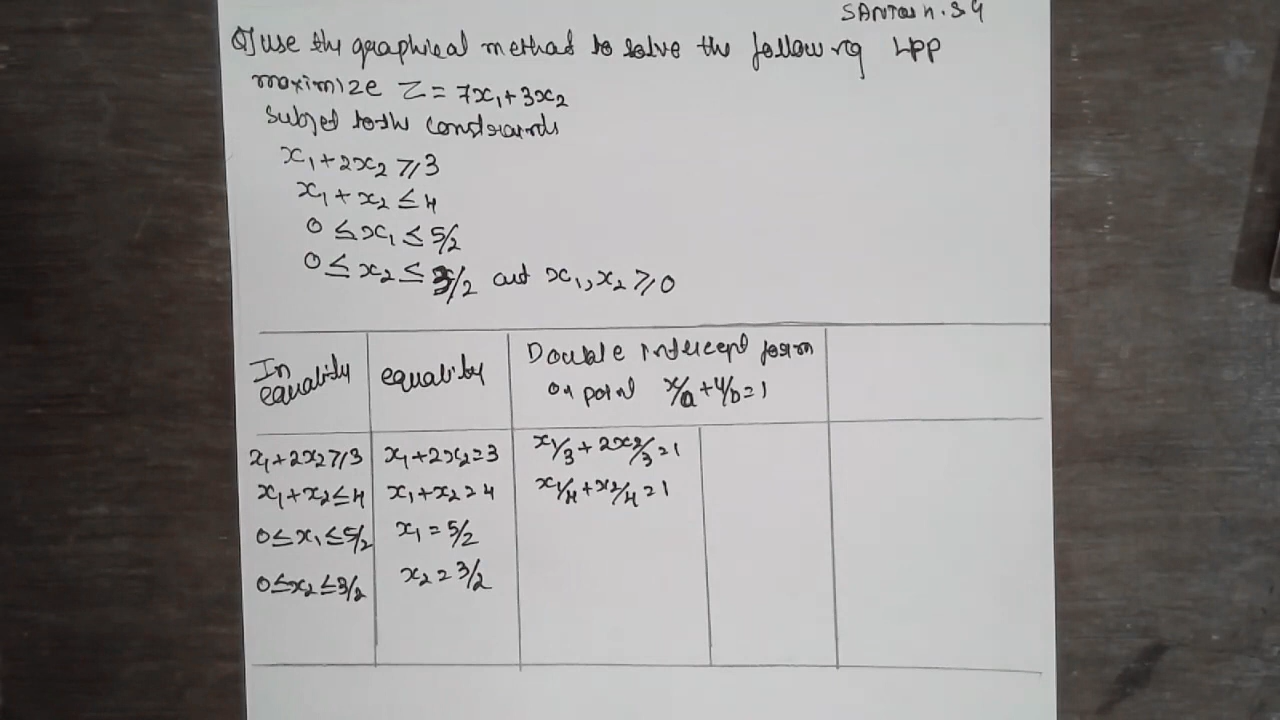 SANTosh. S 4
Q] use the graphical method to solve the following LPP
maximize Z = 7x₁ + 3x₂
Subject to the constraints
x₁ + 2x₂ ≥ 3
x₁ + x₂ ≤ 4
0 ≤ x₁ ≤ 5/2
0 ≤ x₂ ≤ 3/2 and x₁, x₂ ≥ 0
In equality
equality
Double intercept form
or point x/a + y/b = 1
x₁ + 2x₂ ≥ 3 x₁ + 2x₂ = 3 x₁/3 + 2x₂/3 = 1
x₁ + x₂ ≤ 4 x₁ + x₂ = 4 x₁/4 + x₂/4 = 1
0 ≤ x₁ ≤ 5/2 x₁ = 5/2
0 ≤ x₂ ≤ 3/2 x₂ = 3/2